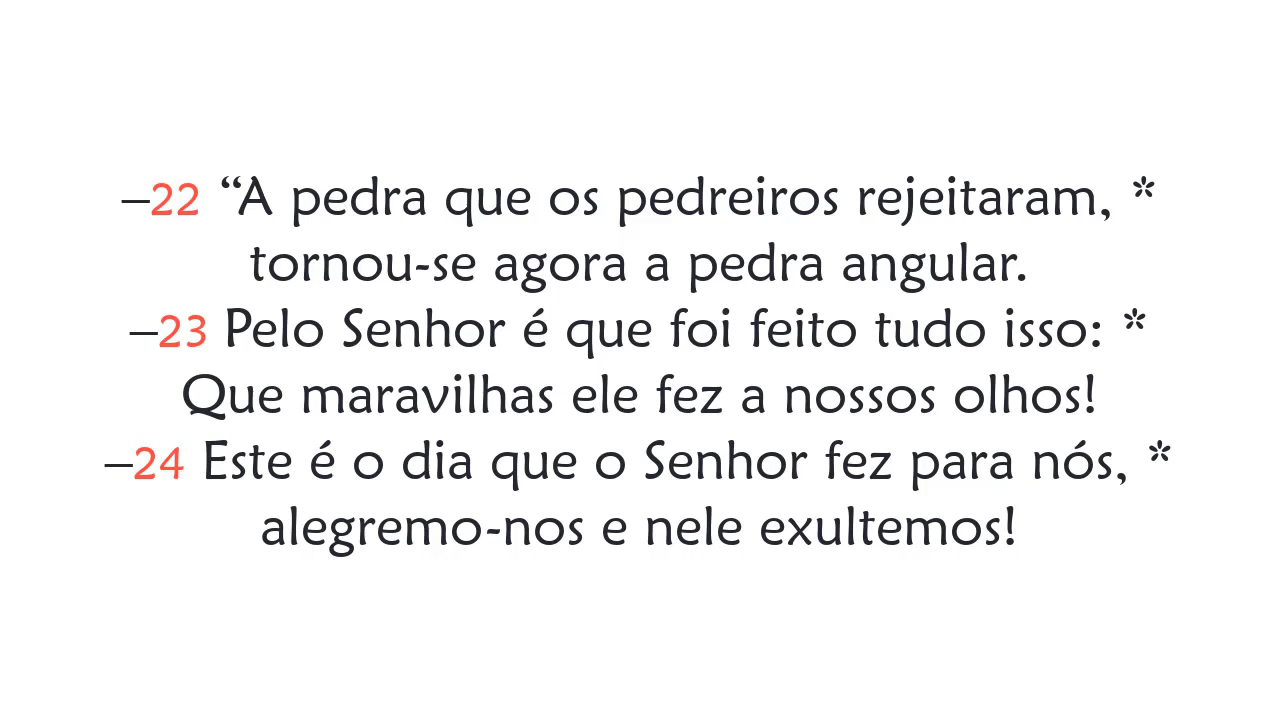 –22 “A pedra que os pedreiros rejeitaram, *
tornou-se agora a pedra angular.
–23 Pelo Senhor é que foi feito tudo isso: *
Que maravilhas ele fez a nossos olhos!
–24 Este é o dia que o Senhor fez para nós, *
alegremo-nos e nele exultemos!